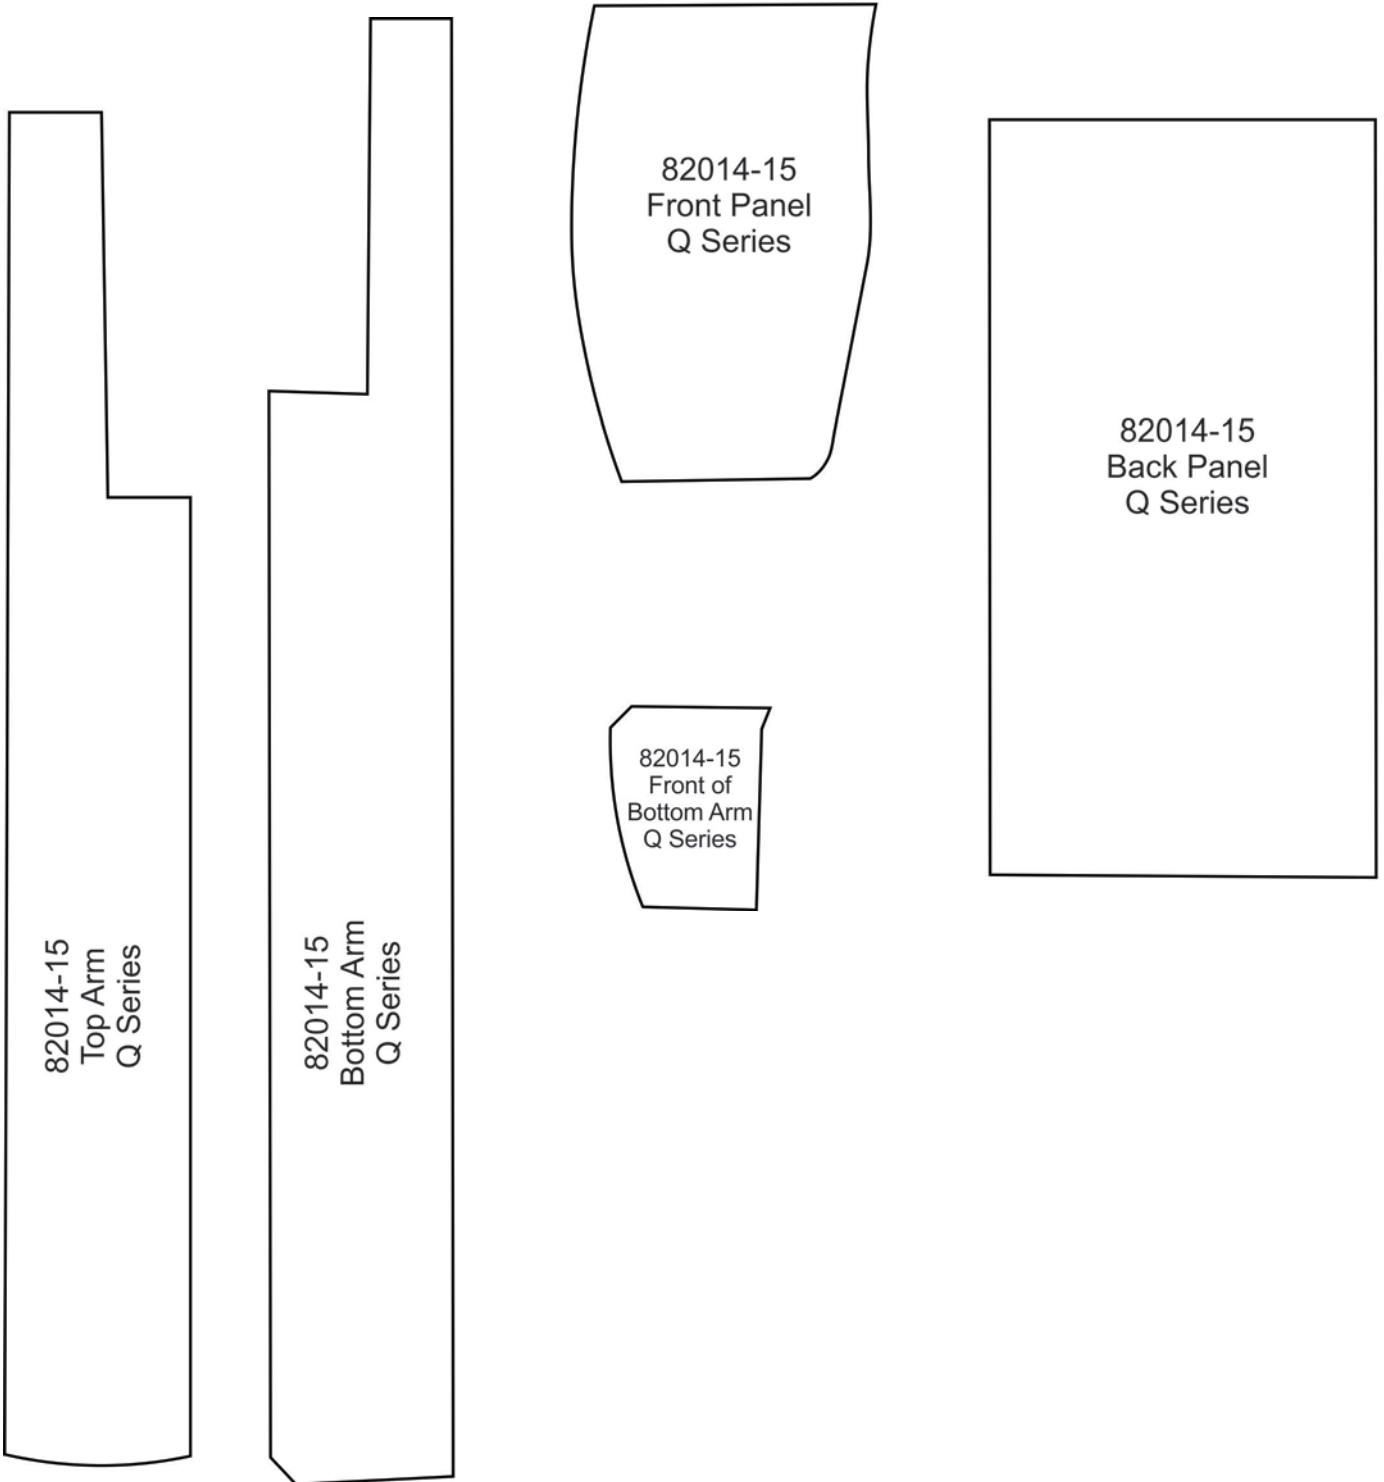 82014-15
Top Arm
Q Series
82014-15
Bottom Arm
Q Series
82014-15
Front Panel
Q Series
82014-15
Front of
Bottom Arm
Q Series
82014-15
Back Panel
Q Series